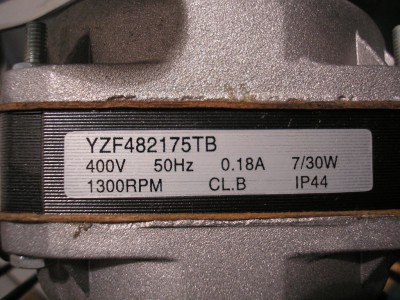 YZF482175TB
400V 50Hz 0.18A 7/30W
1300RPM CL.B IP44